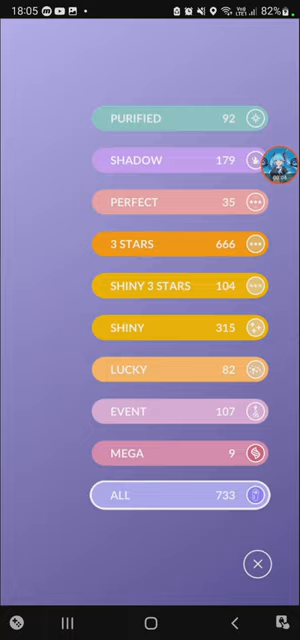 18:05
82%
PURIFIED 92
SHADOW 179
PERFECT 35
3 STARS 666
SHINY 3 STARS 104
SHINY 315
LUCKY 82
EVENT 107
MEGA 9
ALL 733